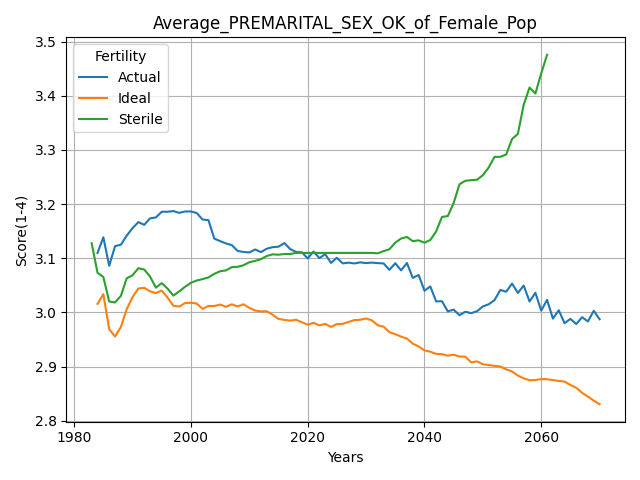 Average_PREMARITAL_SEX_OK_of_Female_Pop
Fertility
Actual
Ideal
Sterile
Score(1-4)
3.5
3.4
3.3
3.2
3.1
3.0
2.9
2.8
1980 2000 2020 2040 2060
Years